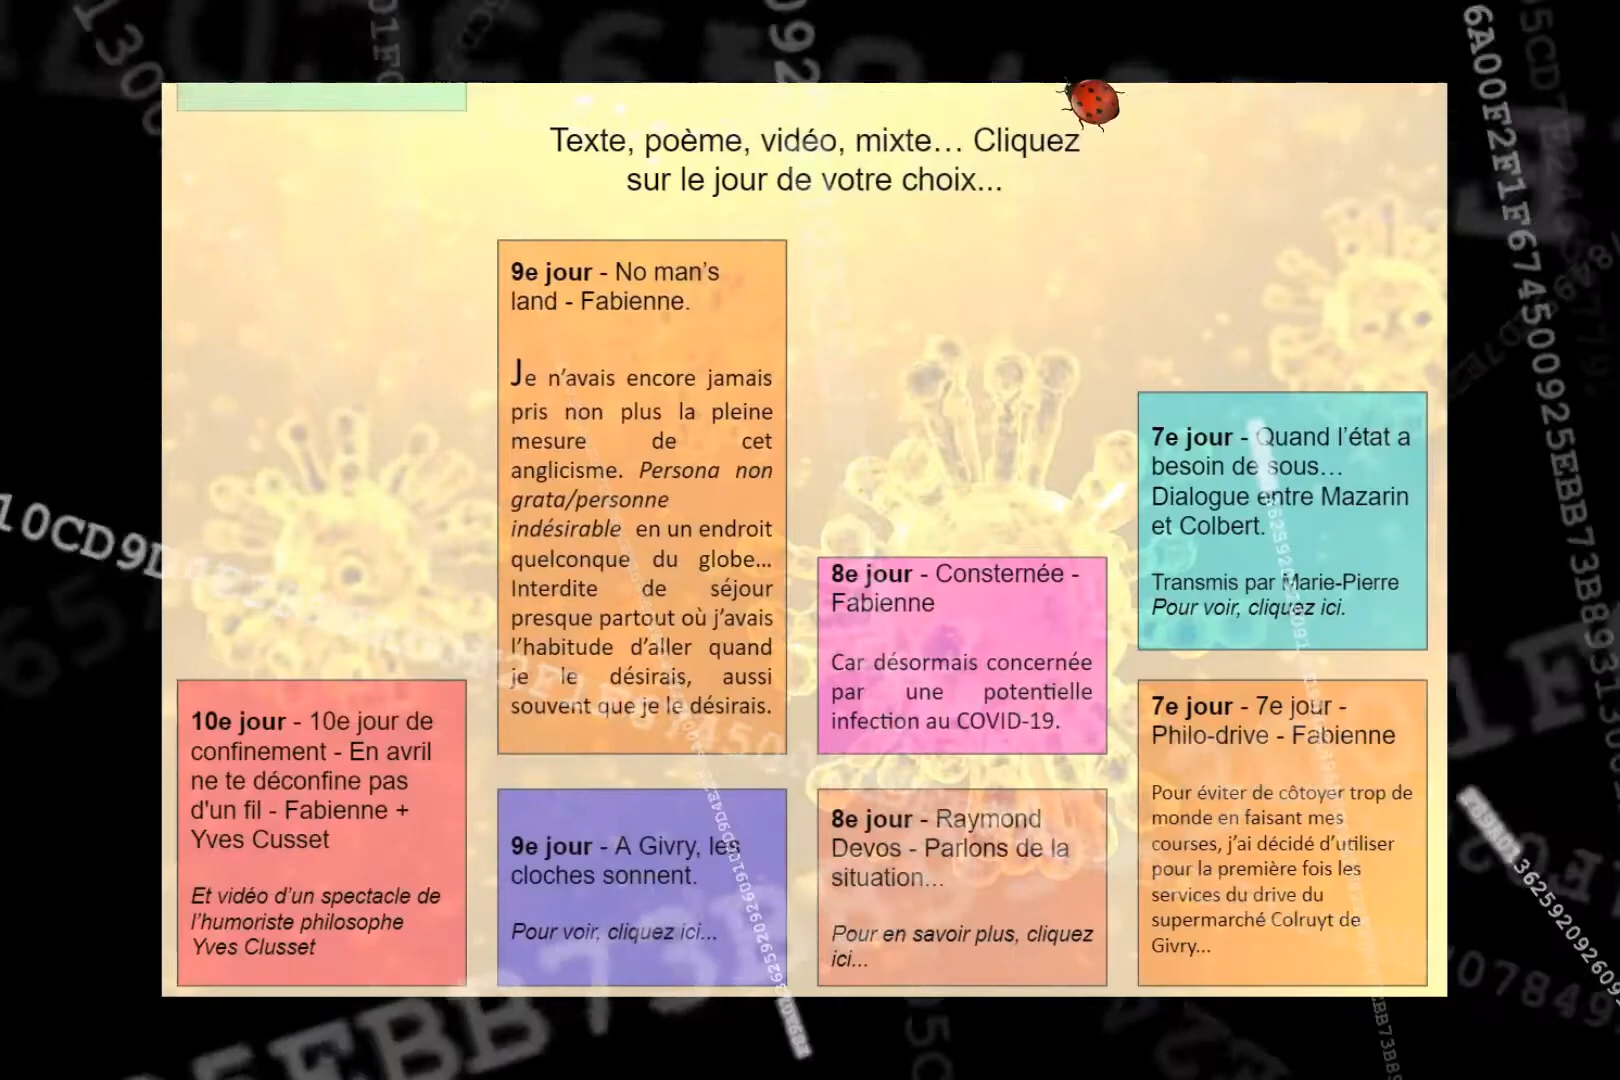 Texte, poème, vidéo, mixte… Cliquez
sur le jour de votre choix...
9e jour - No man’s
land - Fabienne.
Je n’avais encore jamais
pris non plus la pleine
mesure de cet
anglicisme. Persona non
grata/personne
indésirable en un endroit
quelconque du globe…
Interdite de séjour
presque partout où j’avais
l’habitude d’aller quand
je le désirais, aussi
souvent que je le désirais.
7e jour - Quand l’état a
besoin de sous…
Dialogue entre Mazarin
et Colbert.
Transmis par Marie-Pierre
Pour voir, cliquez ici.
8e jour - Consternée -
Fabienne
Car désormais concernée
par une potentielle
infection au COVID-19.
10e jour - 10e jour de
confinement - En avril
ne te déconfine pas
d'un fil - Fabienne +
Yves Cusset
Et vidéo d’un spectacle de
l’humoriste philosophe
Yves Clusset
9e jour - A Givry, les
cloches sonnent.
Pour voir, cliquez ici...
8e jour - Raymond
Devos - Parlons de la
situation...
Pour en savoir plus, cliquez
ici...
7e jour - 7e jour -
Philo-drive - Fabienne
Pour éviter de côtoyer trop de
monde en faisant mes
courses, j’ai décidé d’utiliser
pour la première fois les
services du drive du
supermarché Colruyt de
Givry...